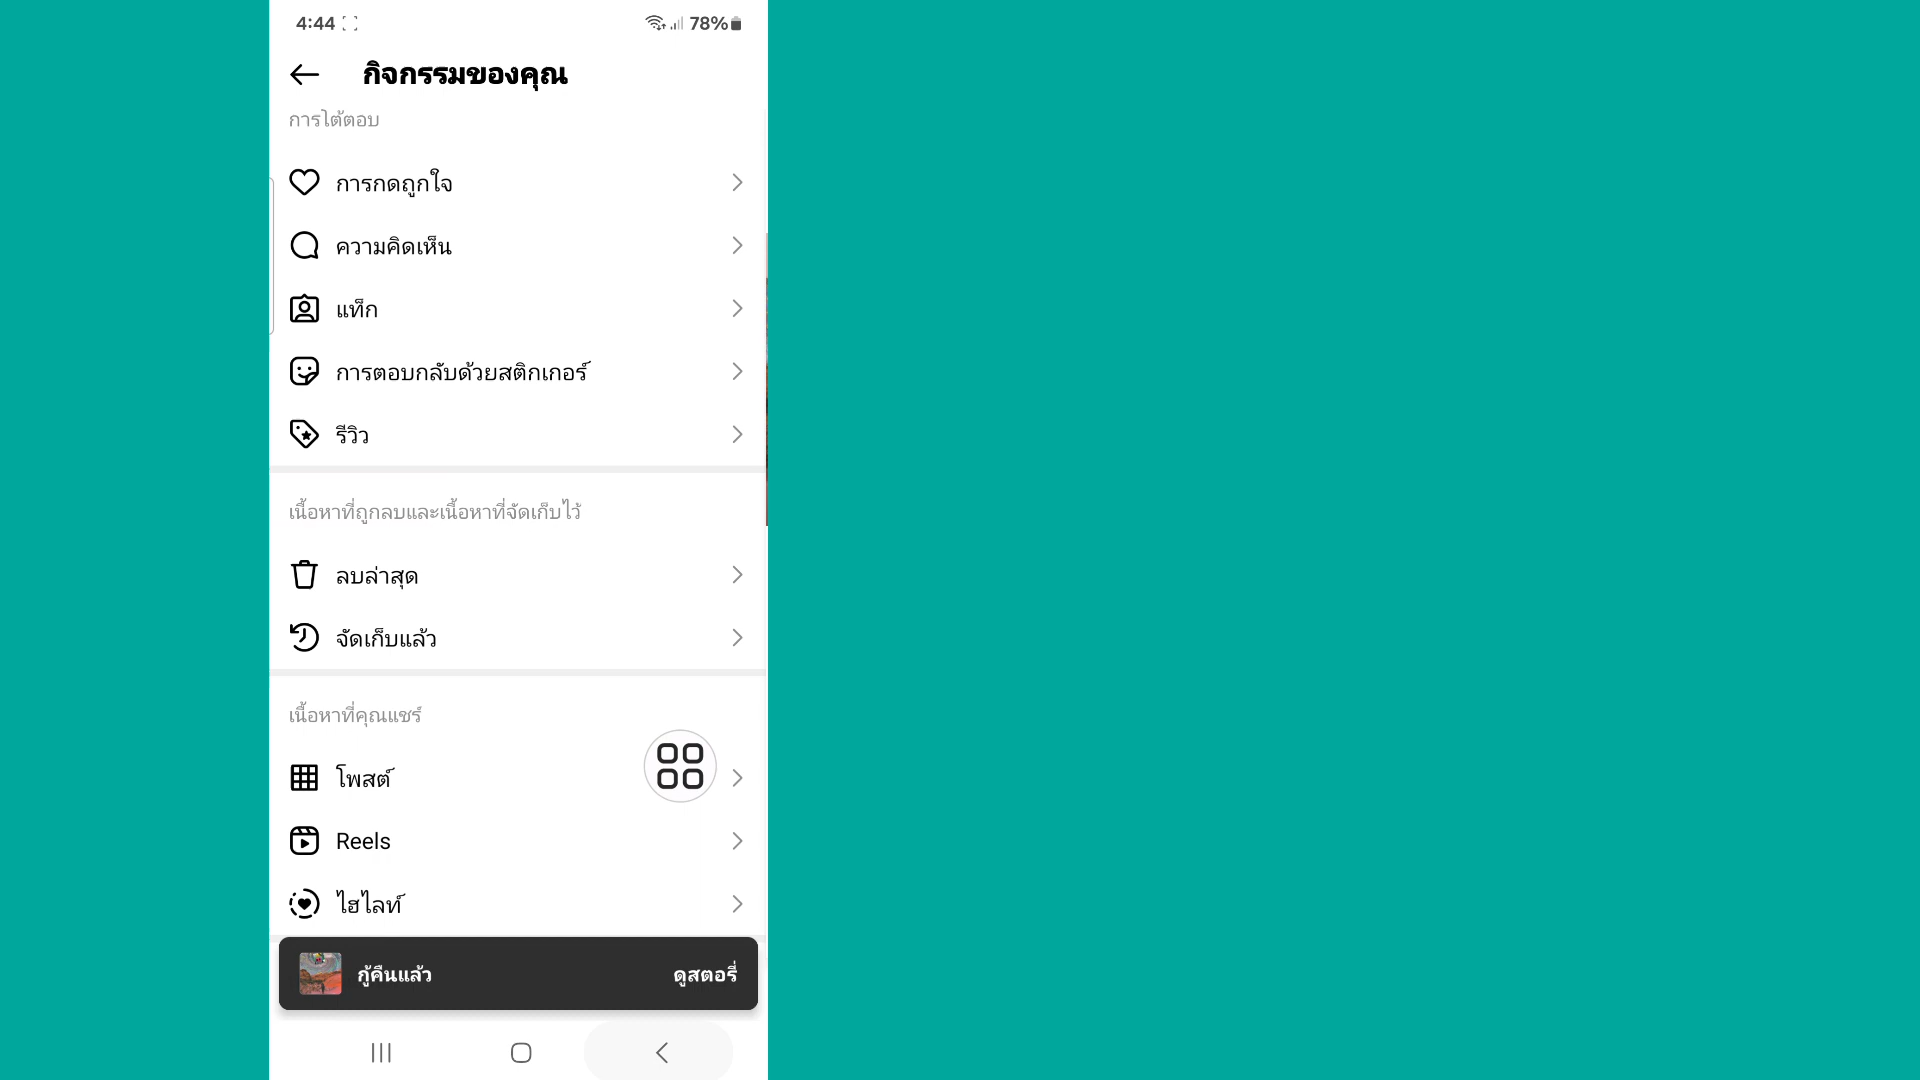 4:44
78%
กิจกรรมของคุณ
การโต้ตอบ
การกดถูกใจ
ความคิดเห็น
แท็ก
การตอบกลับด้วยสติกเกอร์
รีวิว
เนื้อหาที่ถูกลบและเนื้อหาที่จัดเก็บไว้
ลบล่าสุด
จัดเก็บแล้ว
เนื้อหาที่คุณแชร์
โพสต์
Reels
ไฮไลท์
กู้คืนแล้ว ดูสตอรี่